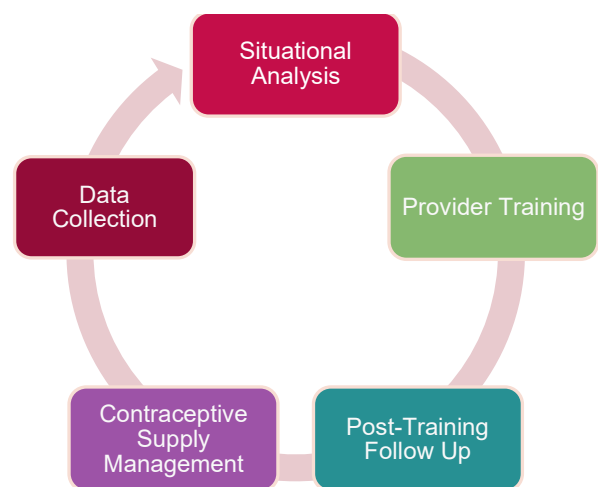 Situational
Analysis
Provider Training
Post-Training
Follow Up
Contraceptive
Supply
Management
Data
Collection